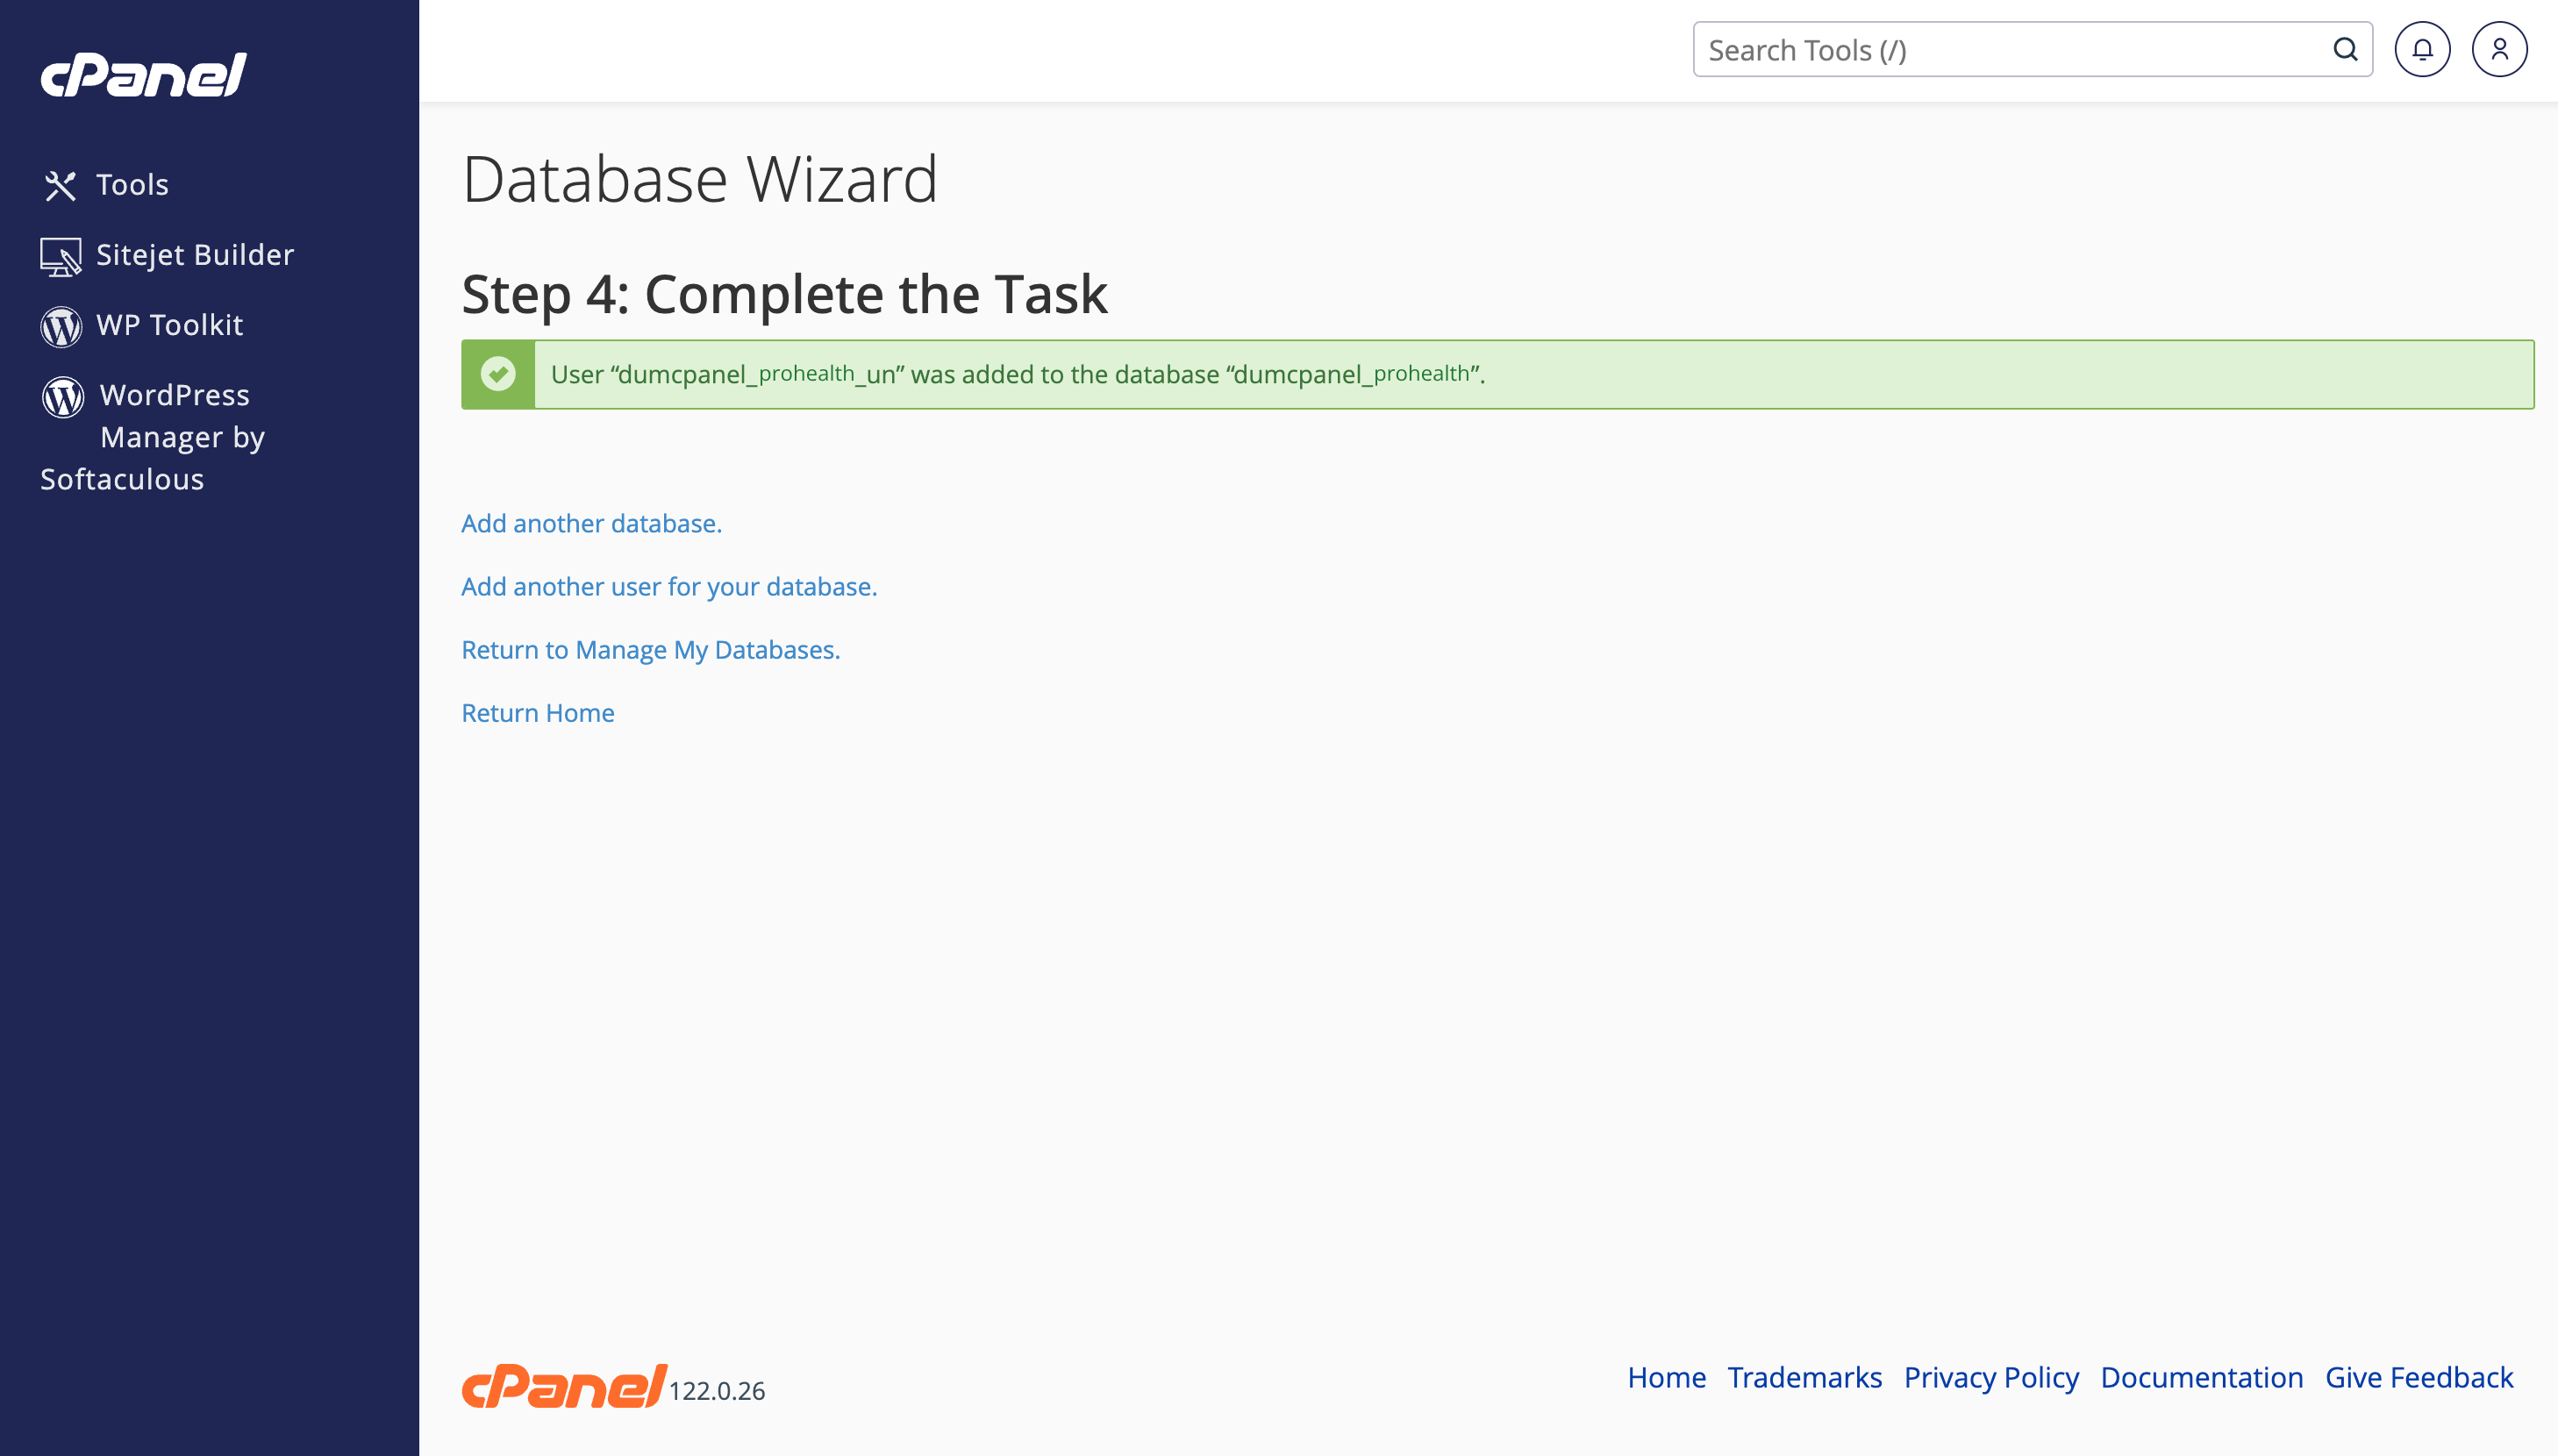 cPanel
Search Tools (/)
Tools
Sitejet Builder
WP Toolkit
WordPress
Manager by
Softaculous
Database Wizard
Step 4: Complete the Task
User “dumcpanel_prohealth_un” was added to the database “dumcpanel_prohealth”.
Add another database.
Add another user for your database.
Return to Manage My Databases.
Return Home
cPanel 122.0.26
Home Trademarks Privacy Policy Documentation Give Feedback